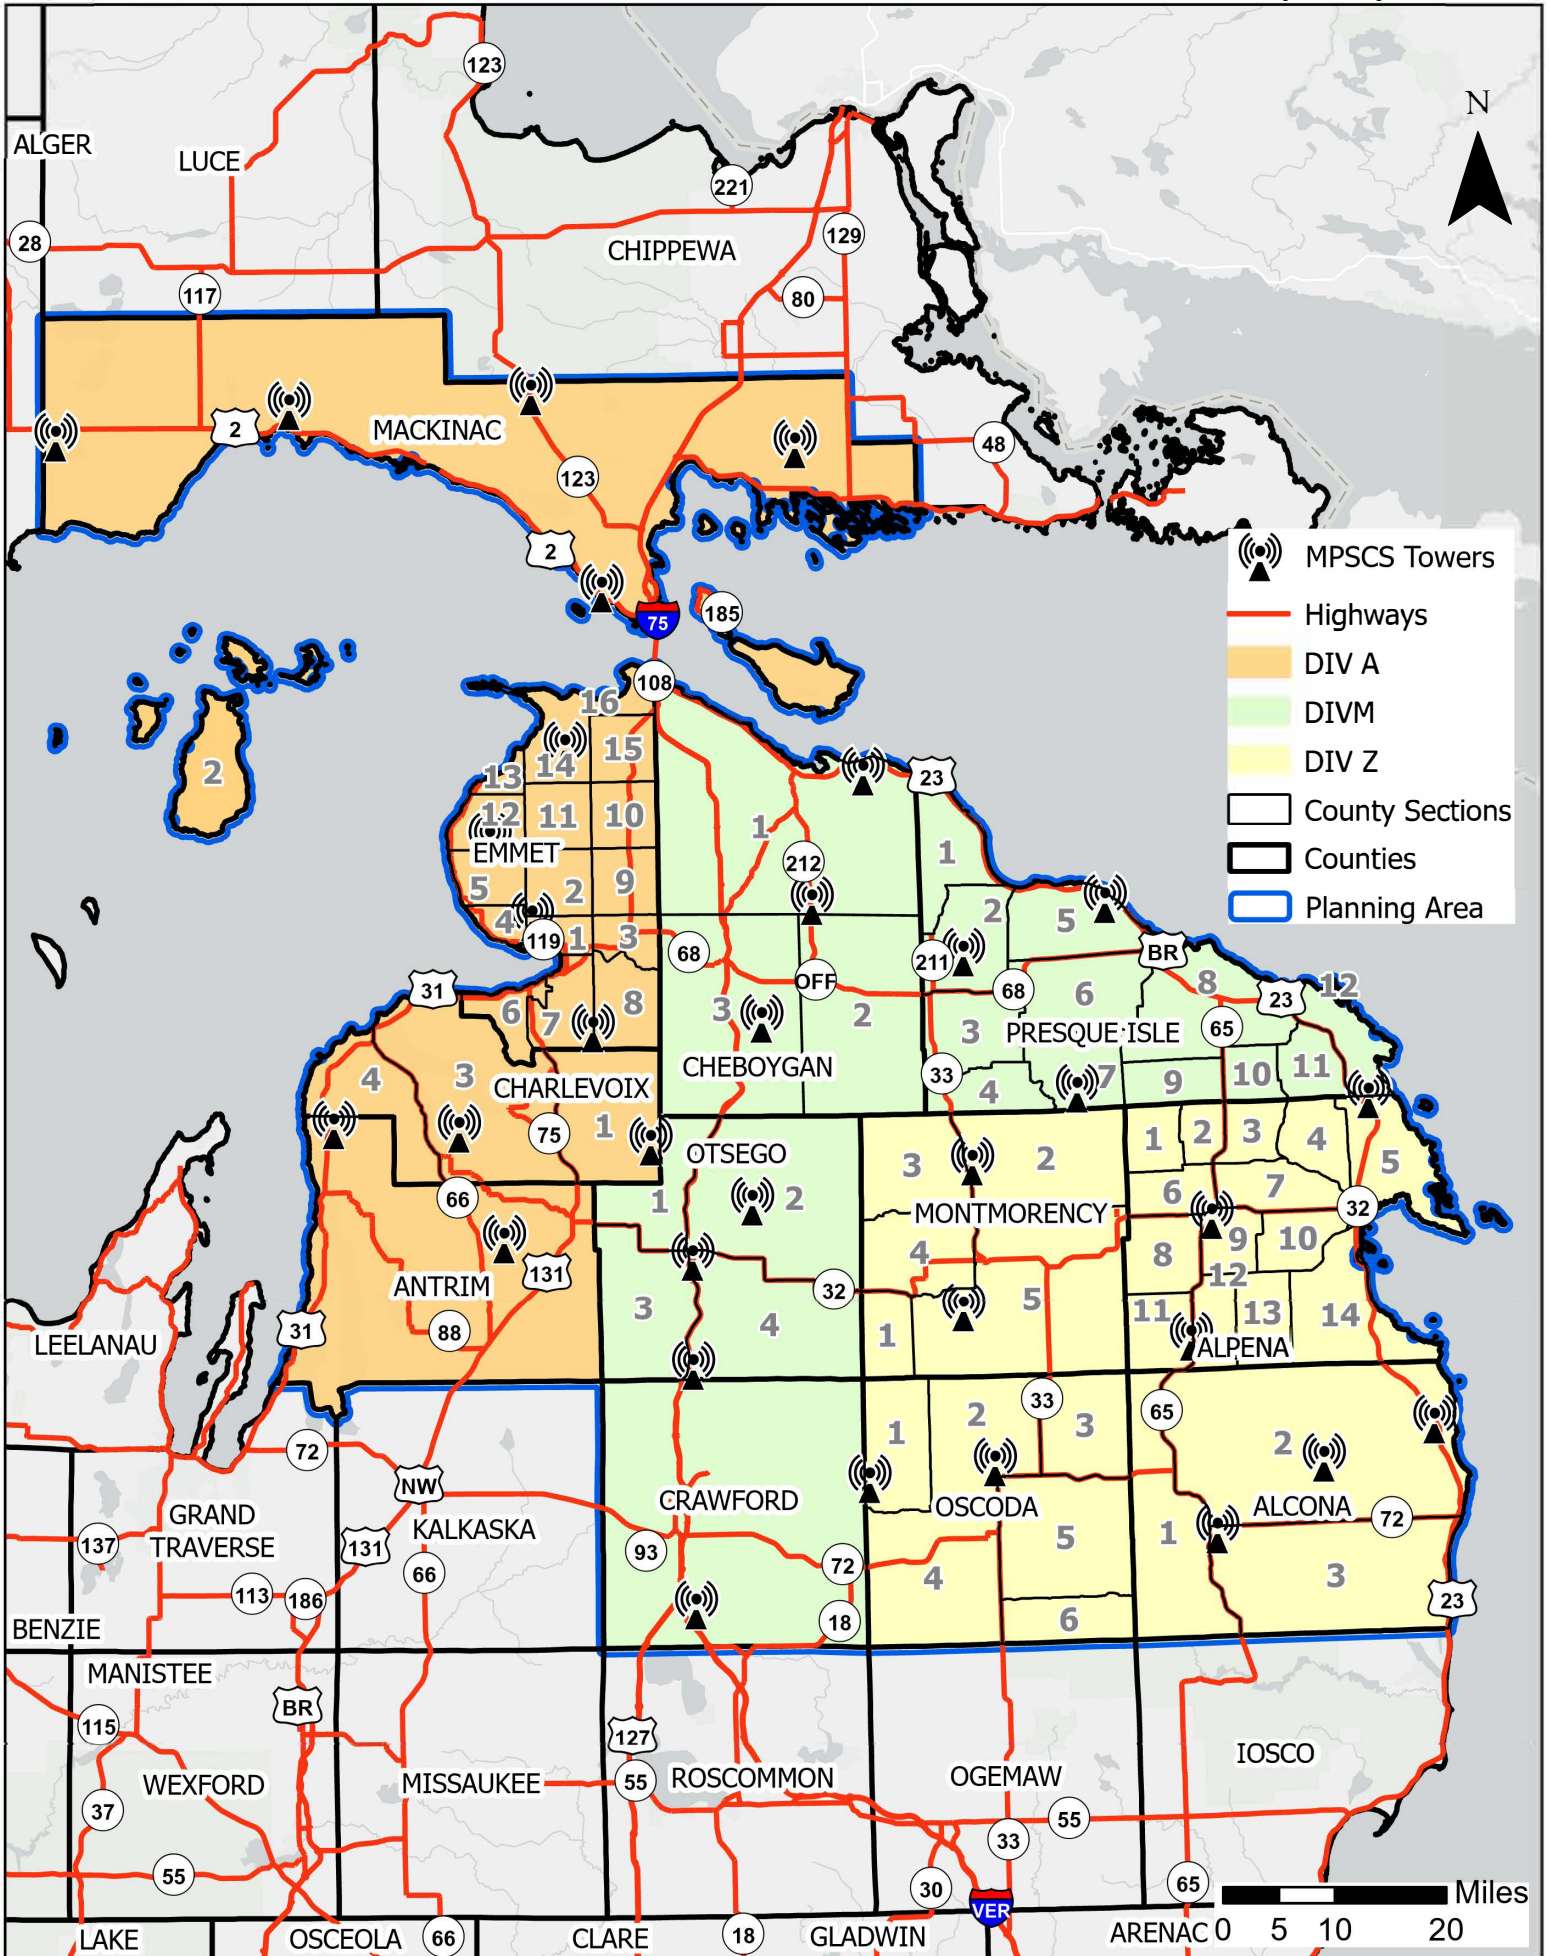 123
ALGER
LUCE
N
221
28
CHIPPEWA
129
117
80
2
MACKINAC
48
123
2
MPSCS Towers
Highways
DIV A
DIVM
DIV Z
County Sections
Counties
Planning Area
75
185
108
16
2
15
14
13
23
12
11
10
1
EMMET
212
1
5
2
9
2
5
4
119
1
3
68
211
BR
31
OFF
68
6
8
23
12
6
7
8
3
2
3
PRESQUE ISLE
65
4
3
CHARLEVOIX
CHEBOYGAN
33
4
7
9
10
11
75
1
OTSEGO
3
2
1
2
3
4
5
66
1
2
6
7
32
MONTMORENCY
4
8
9
10
131
ANTRIM
32
12
31
88
3
4
1
5
11
13
14
LEELANAU
ALPENA
33
65
72
1
2
3
2
NW
CRAWFORD
OSCODA
ALCONA
72
GRAND
TRAVERSE
KALKASKA
137
131
93
72
5
1
3
66
4
113
186
18
6
23
BENZIE
MANISTEE
BR
115
127
IOSCO
WEXFORD
MISSAUKEE
55
ROSCOMMON
OGEMAW
37
55
33
55
30
65
VER
Miles
0 5 10 20
LAKE
OSCEOLA
66
CLARE
18
GLADWIN
ARENAC